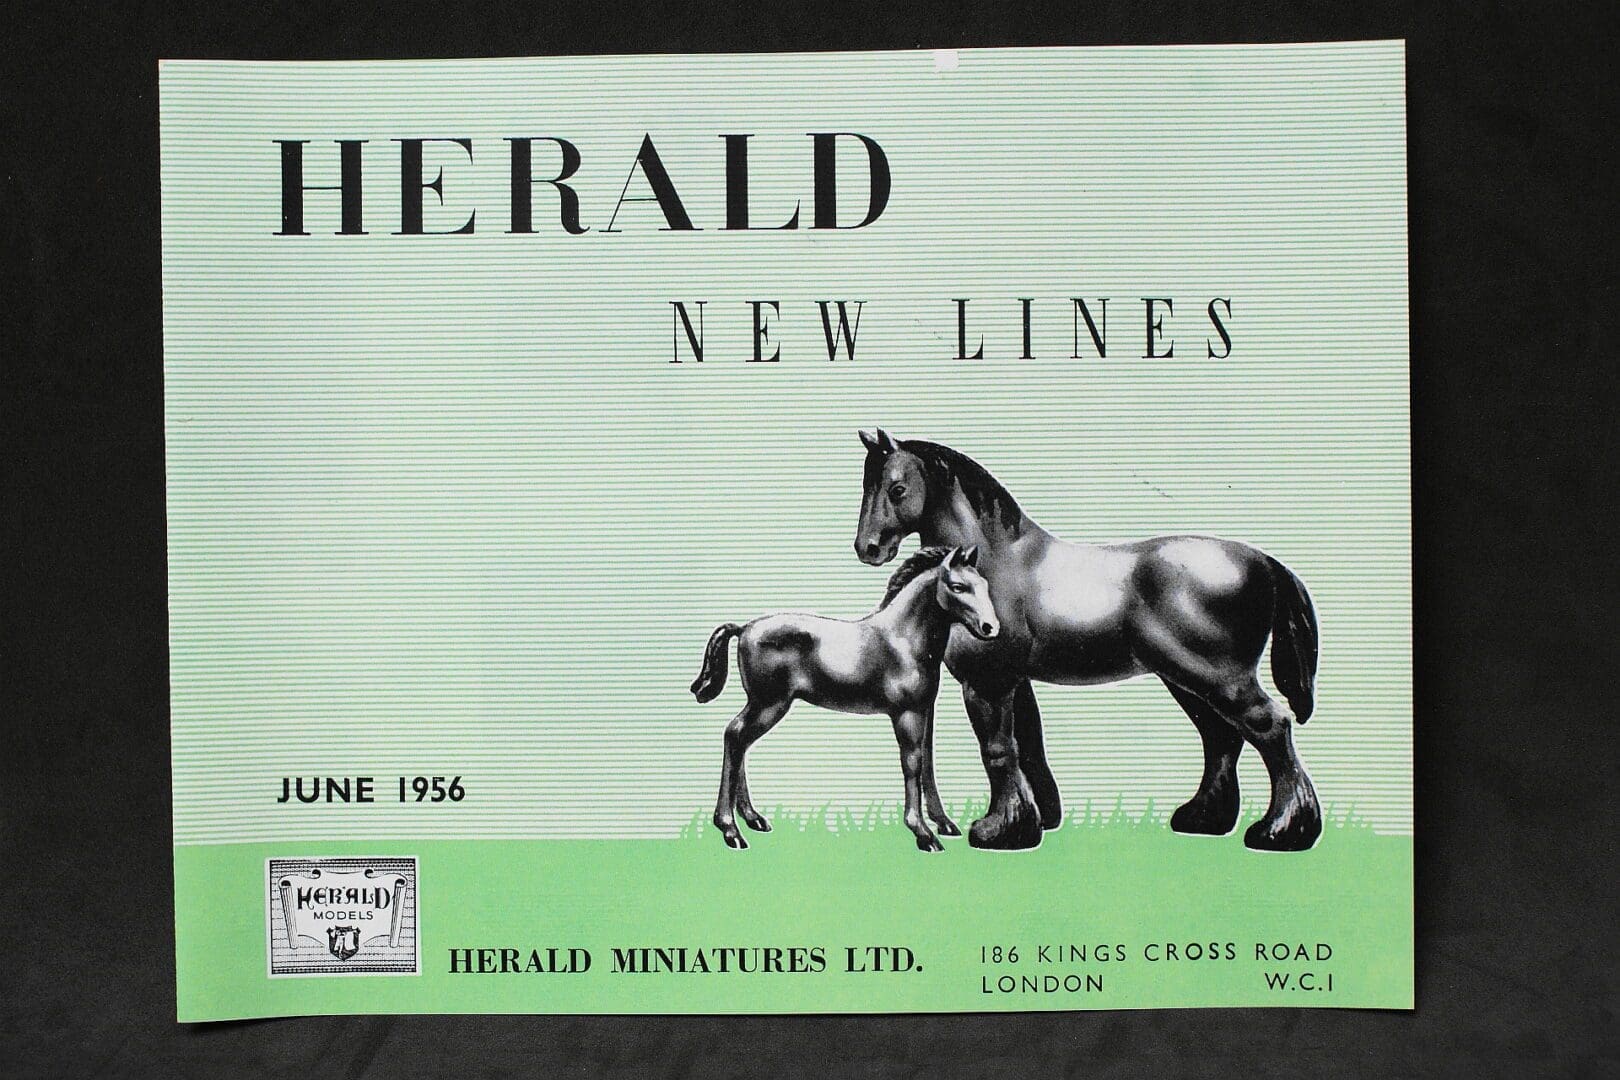 HERALD
NEW LINES
JUNE 1956
HERALD
MODELS
HERALD MINIATURES LTD.
186 KINGS CROSS ROAD
LONDON W.C.1